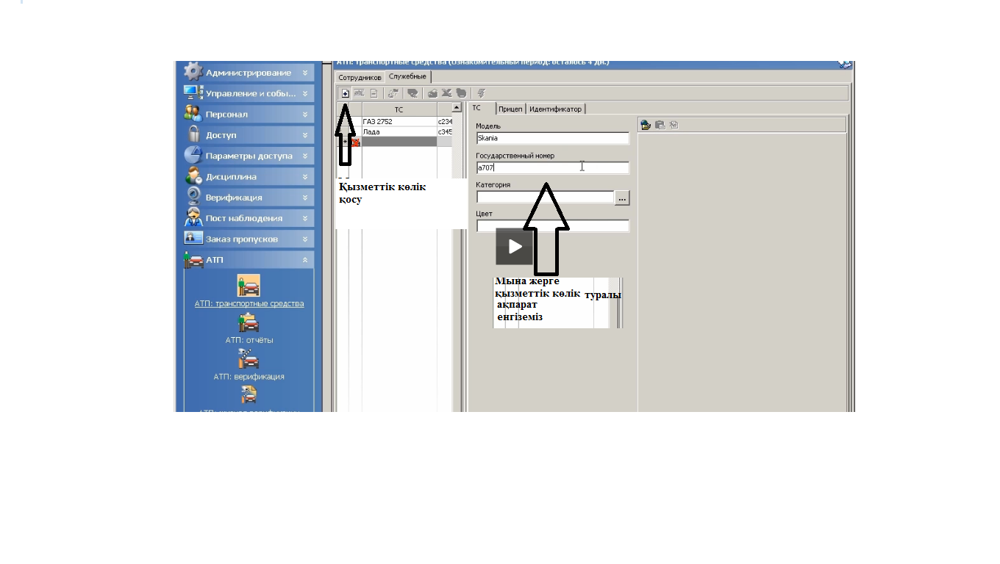 АТП: транспортные средства (Ознакомительный период: осталось 4 дн.)
Администрирование
Управление и собы...
Персонал
Доступ
Параметры доступа
Дисциплина
Верификация
Пост наблюдения
Заказ пропусков
АТП
АТП: транспортные средства
АТП: отчёты
АТП: верификация
Сотрудников
Служебные
ТС
ГАЗ 2752
с234
Лада
с345
*
Қызметтік көлік
қосу
ТС
Прицеп
Идентификатор
Модель
Skania
Государственный номер
а707
Категория
...
Цвет
Мына жерге
қызметтік көлік туралы
ақпарат
енгіземіз